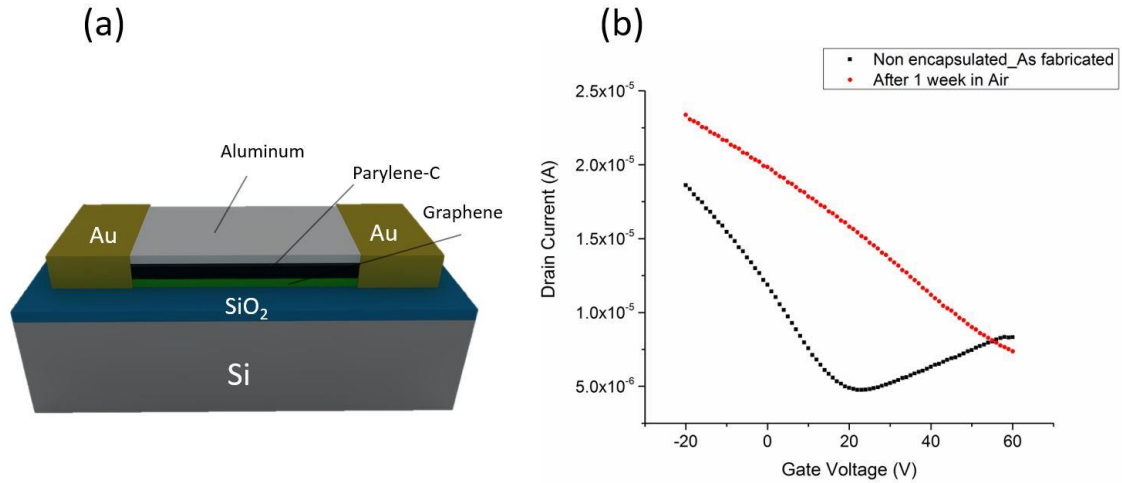 (a)
(b)
Aluminum
Parylene-C
Graphene
Au
Au
SiO₂
Si
Non encapsulated_As fabricated
After 1 week in Air
2.5x10⁻⁵
2.0x10⁻⁵
1.5x10⁻⁵
1.0x10⁻⁵
5.0x10⁻⁶
Drain Current (A)
-20 0 20 40 60
Gate Voltage (V)